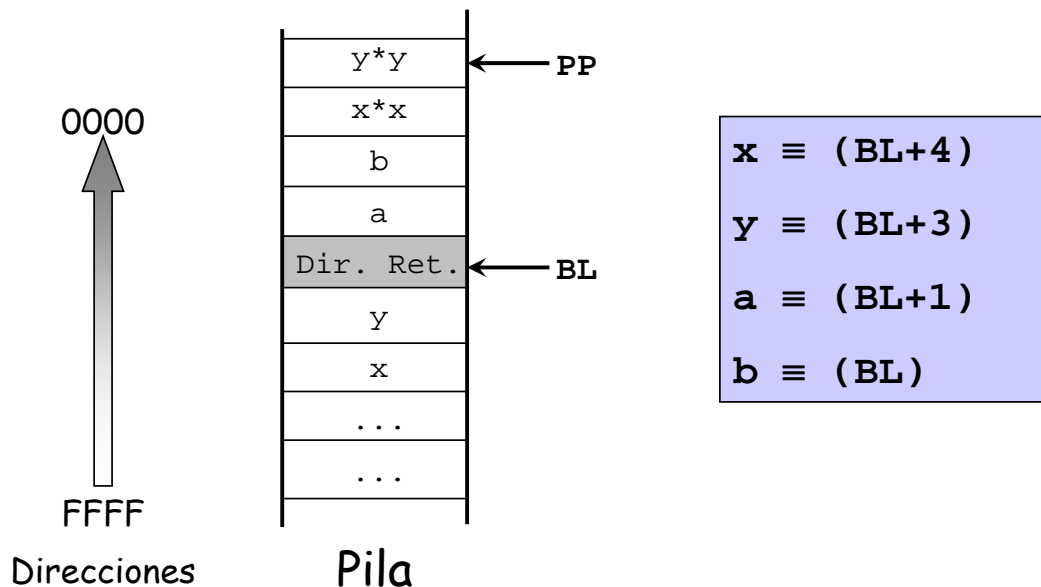 0000
FFFF
Direcciones
y*y
x*x
b
a
Dir. Ret.
y
x
...
...
Pila
PP
BL
x ≡ (BL+4)
y ≡ (BL+3)
a ≡ (BL+1)
b ≡ (BL)